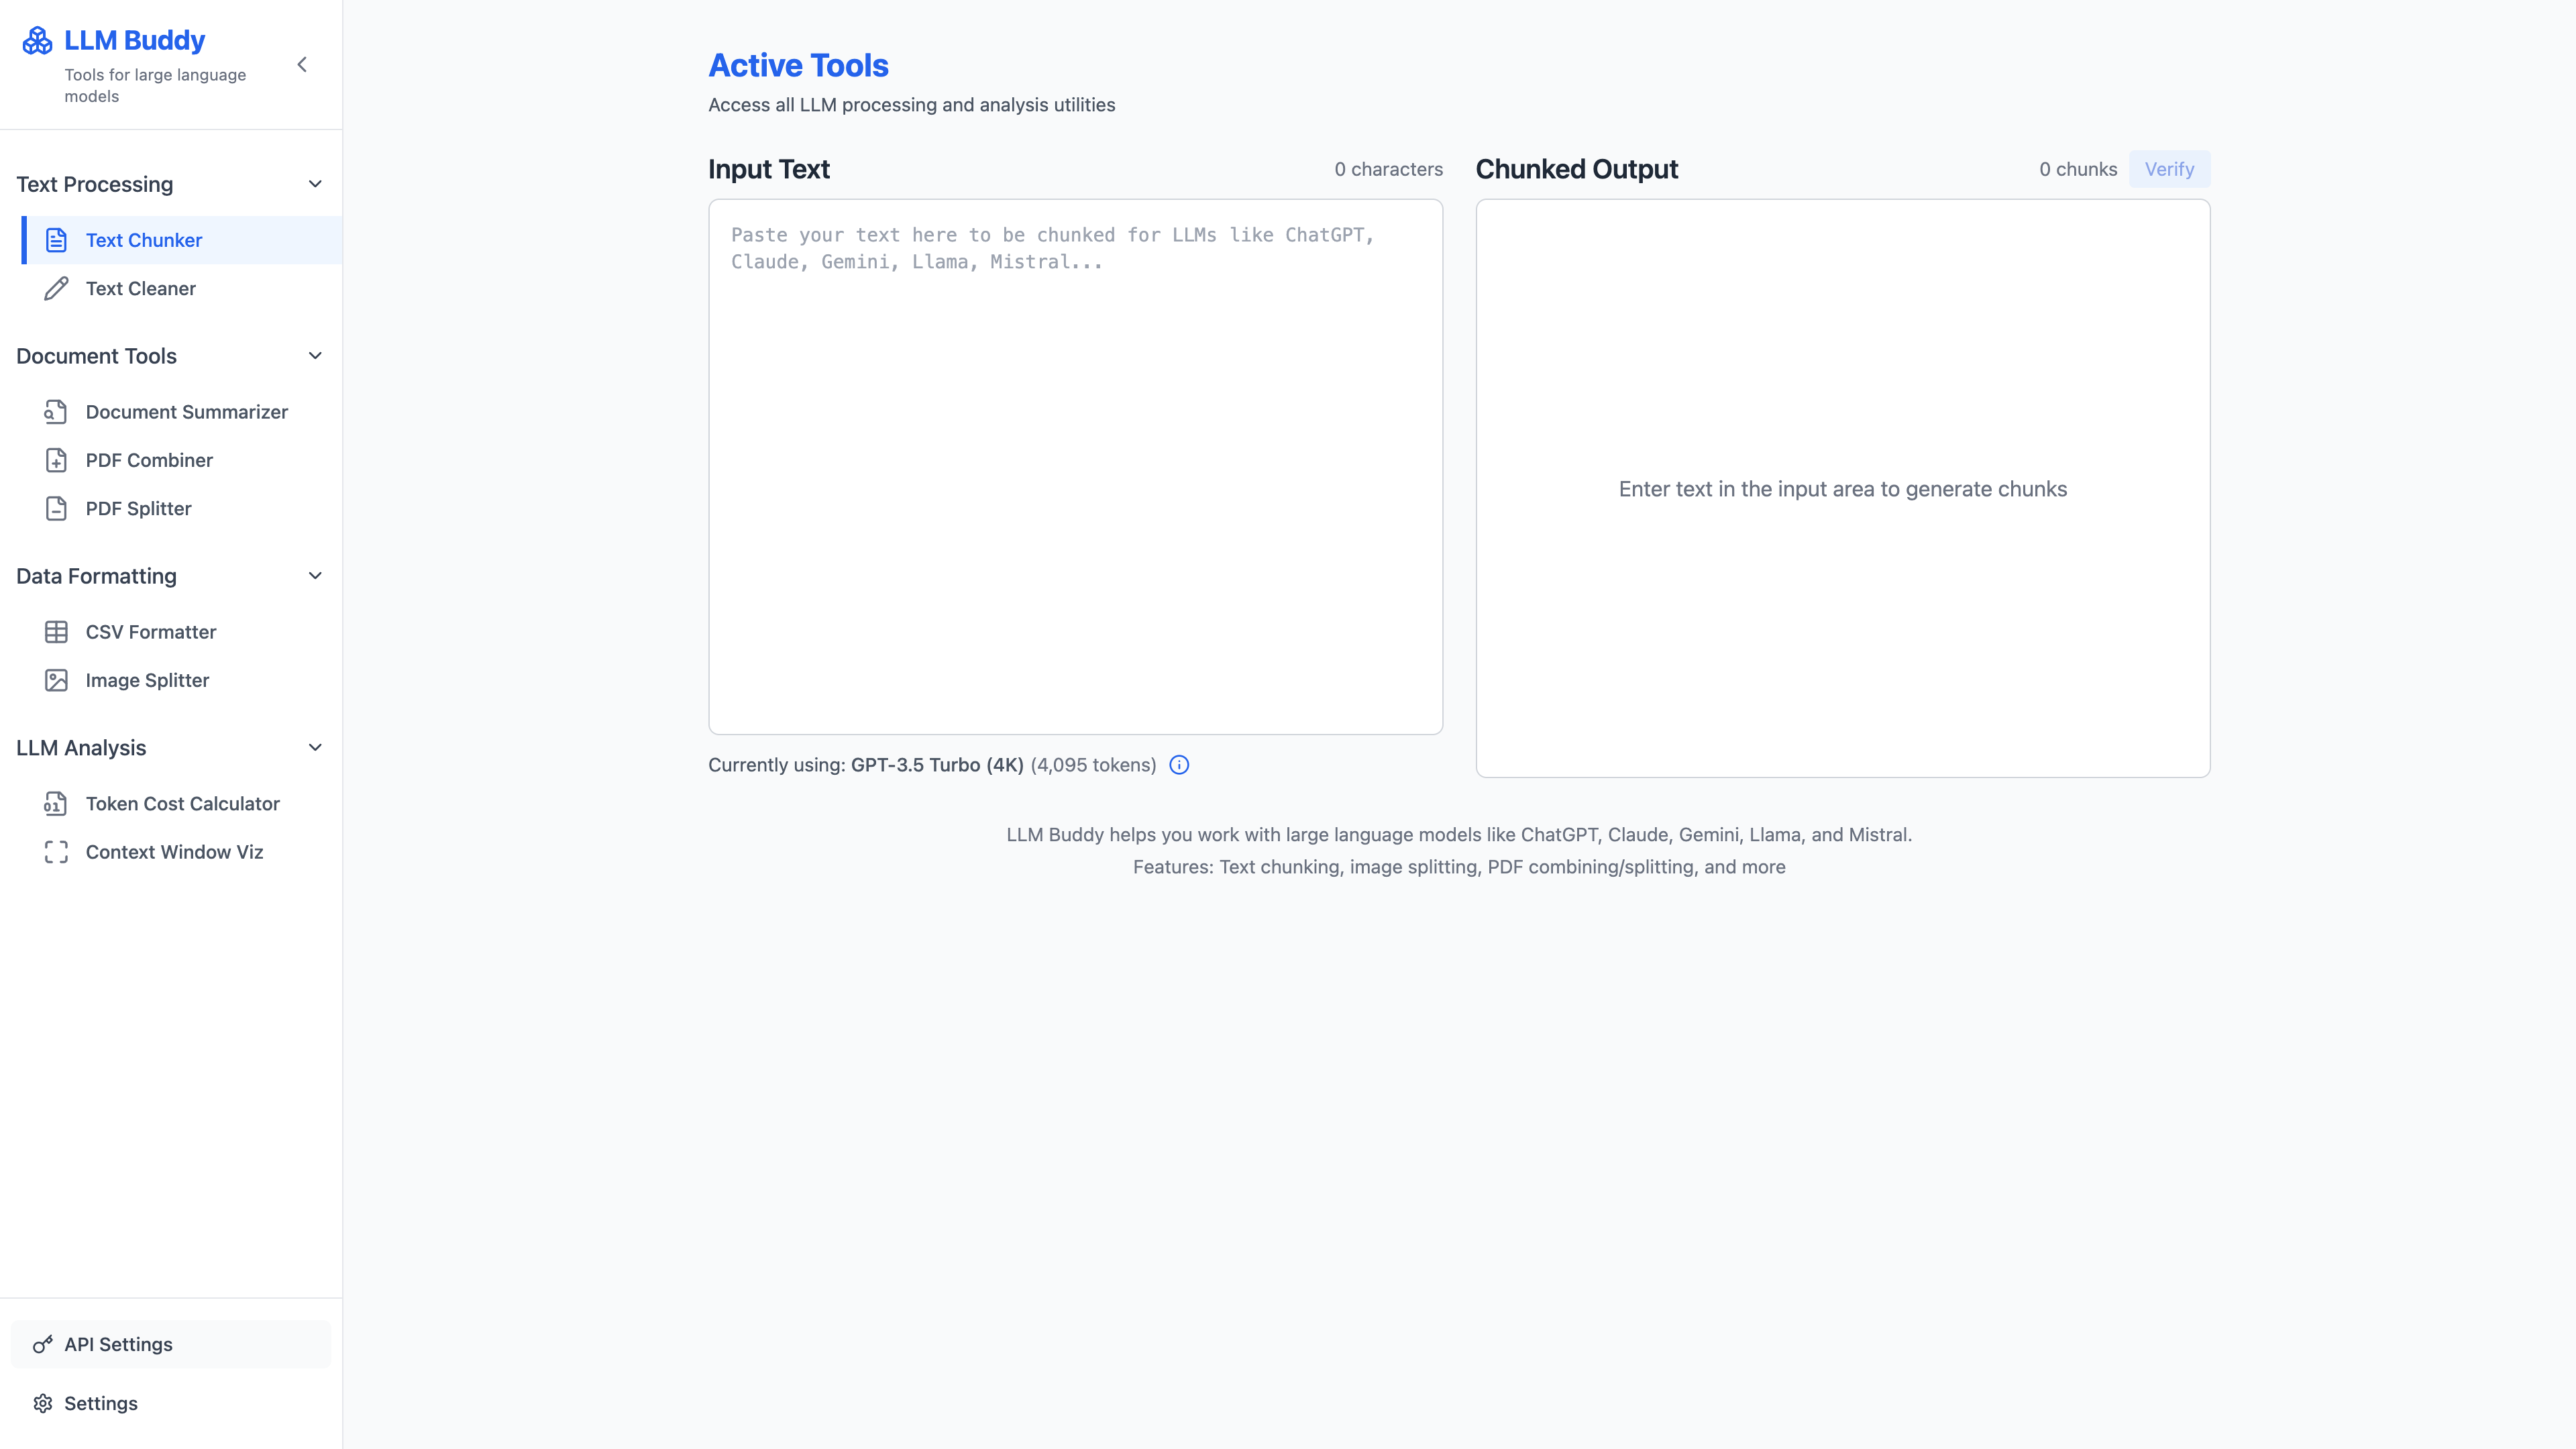 LLM Buddy
Tools for large language
models
Text Processing
Text Chunker
Text Cleaner
Document Tools
Document Summarizer
PDF Combiner
PDF Splitter
Data Formatting
CSV Formatter
Image Splitter
LLM Analysis
Token Cost Calculator
Context Window Viz
API Settings
Settings
Active Tools
Access all LLM processing and analysis utilities
Input Text
0 characters
Paste your text here to be chunked for LLMs like ChatGPT,
Claude, Gemini, Llama, Mistral...
Currently using: GPT-3.5 Turbo (4K) (4,095 tokens)
Chunked Output
0 chunks
Verify
Enter text in the input area to generate chunks
LLM Buddy helps you work with large language models like ChatGPT, Claude, Gemini, Llama, and Mistral.
Features: Text chunking, image splitting, PDF combining/splitting, and more